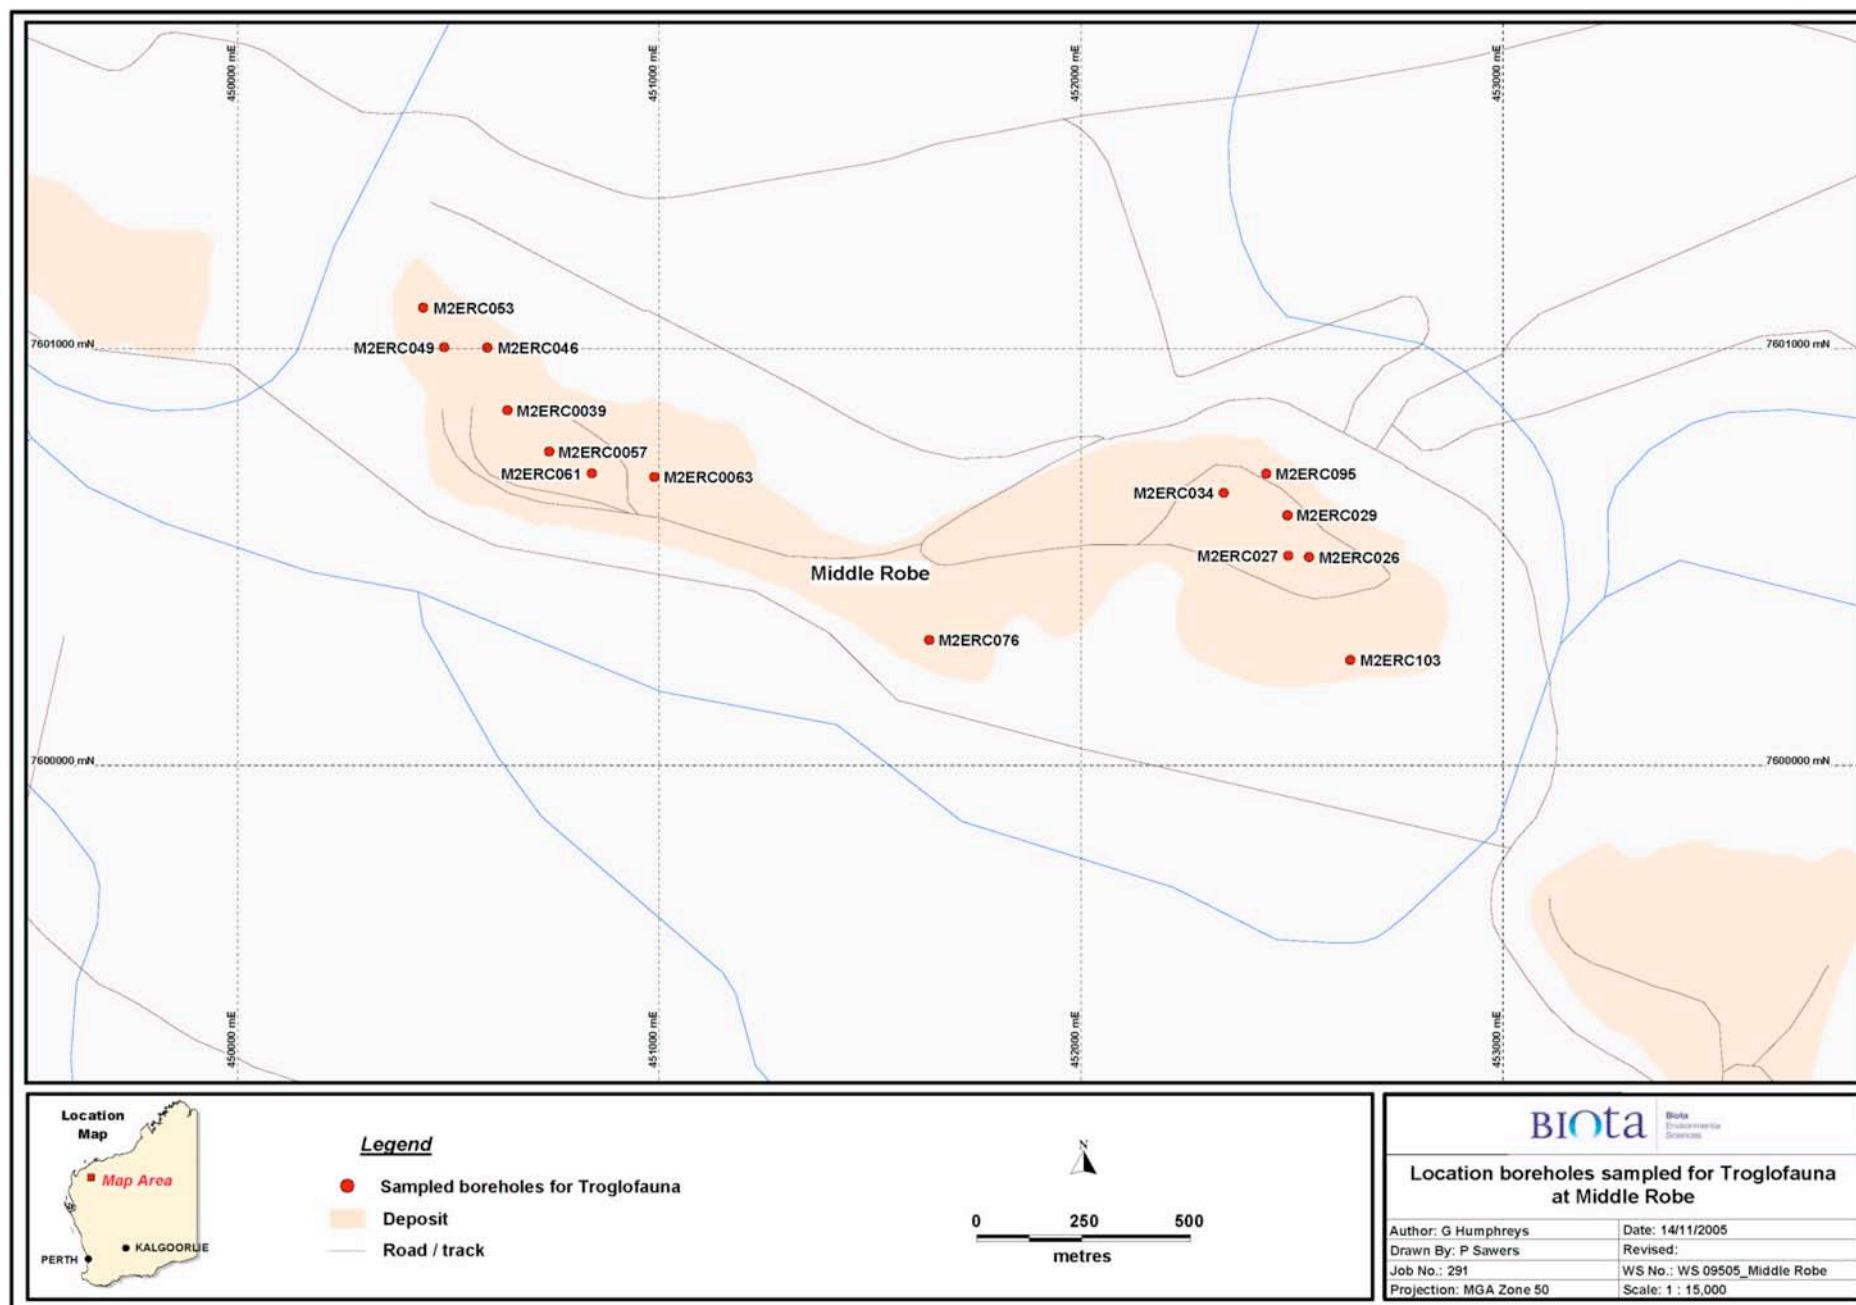 450000 mE
451000 mE
452000 mE
453000 mE
M2ERC053
7601000 mN
M2ERC049
M2ERC046
7601000 mN
M2ERC0039
M2ERC0057
M2ERC061
M2ERC0063
M2ERC095
M2ERC034
M2ERC029
M2ERC027
M2ERC026
Middle Robe
M2ERC076
M2ERC103
7600000 mN
7600000 mN
450000 mE
451000 mE
452000 mE
453000 mE
Location
Map
Map Area
KALGOORLIE
PERTH
Legend
Sampled boreholes for Troglofauna
Deposit
Road / track
N
0 250 500
metres
BIOTA
Biota
Environmental
Sciences
Location boreholes sampled for Troglofauna
at Middle Robe
Author: G Humphreys
Date: 14/11/2005
Drawn By: P Sawers
Revised:
Job No.: 291
WS No.: WS 09505_Middle Robe
Projection: MGA Zone 50
Scale: 1 : 15,000